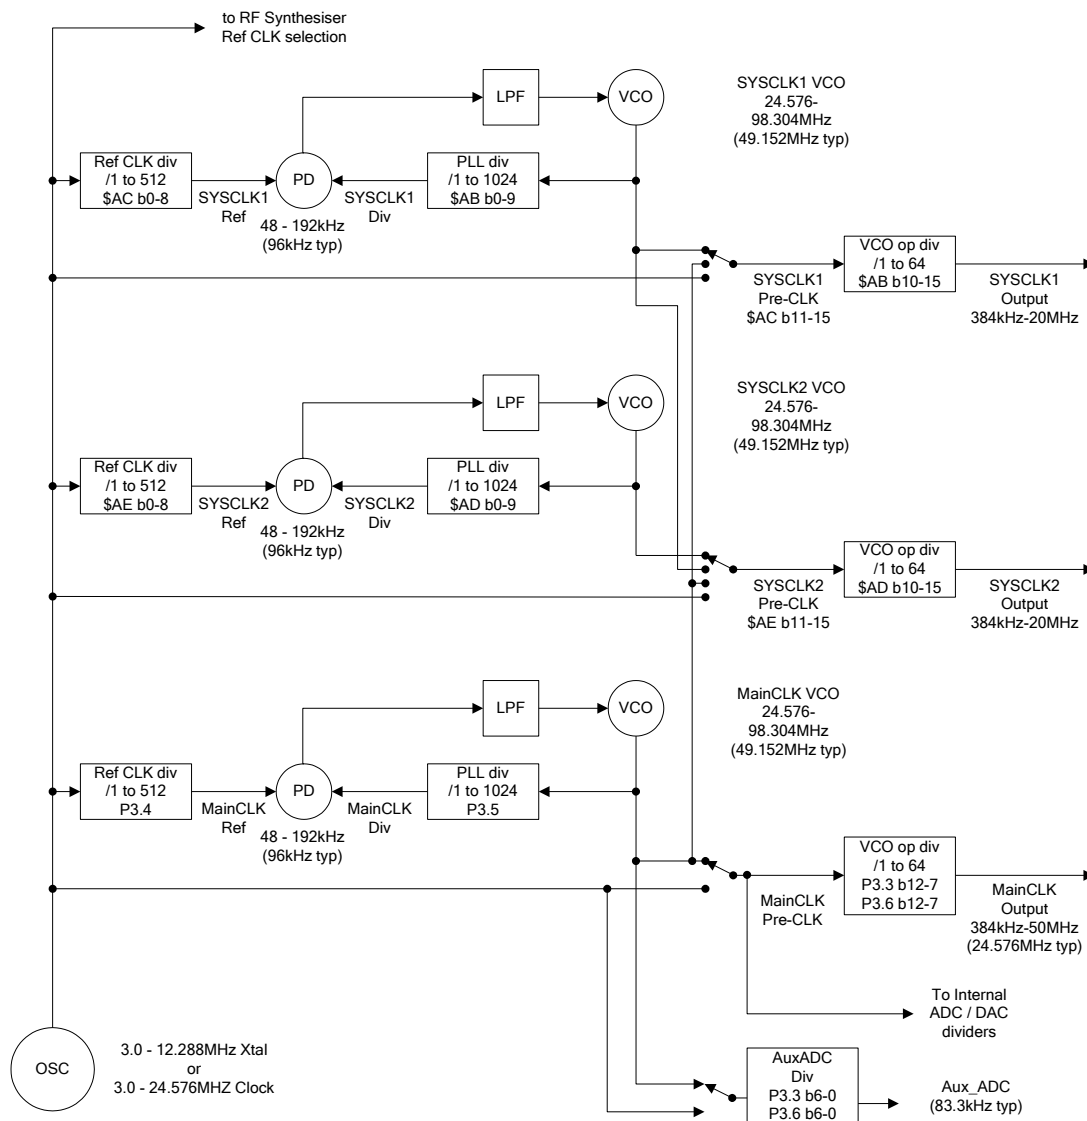 to RF Synthesiser
Ref CLK selection
LPF
VCO
SYSCLK1 VCO
24.576-
98.304MHz
(49.152MHz typ)
Ref CLK div
/1 to 512
$AC b0-8
SYSCLK1
Ref
PD
48 - 192kHz
(96kHz typ)
SYSCLK1
Div
PLL div
/1 to 1024
$AB b0-9
SYSCLK1
Pre-CLK
$AC b11-15
VCO op div
/1 to 64
$AB b10-15
SYSCLK1
Output
384kHz-20MHz
LPF
VCO
SYSCLK2 VCO
24.576-
98.304MHz
(49.152MHz typ)
Ref CLK div
/1 to 512
$AE b0-8
SYSCLK2
Ref
PD
48 - 192kHz
(96kHz typ)
SYSCLK2
Div
PLL div
/1 to 1024
$AD b0-9
SYSCLK2
Pre-CLK
$AE b11-15
VCO op div
/1 to 64
$AD b10-15
SYSCLK2
Output
384kHz-20MHz
LPF
VCO
MainCLK VCO
24.576-
98.304MHz
(49.152MHz typ)
Ref CLK div
/1 to 512
P3.4
MainCLK
Ref
PD
48 - 192kHz
(96kHz typ)
MainCLK
Div
PLL div
/1 to 1024
P3.5
MainCLK
Pre-CLK
VCO op div
/1 to 64
P3.3 b12-7
P3.6 b12-7
MainCLK
Output
384kHz-50MHz
(24.576MHz typ)
To Internal
ADC / DAC
dividers
OSC
3.0 - 12.288MHz Xtal
or
3.0 - 24.576MHZ Clock
AuxADC
Div
P3.3 b6-0
P3.6 b6-0
Aux_ADC
(83.3kHz typ)